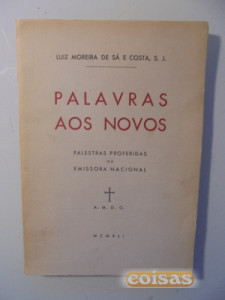 LUIZ MOREIRA DE SÁ E COSTA, S. J.
PALAVRAS
AOS NOVOS
PALESTRAS PROFERIDAS
NA
EMISSORA NACIONAL
A. M. D. G.
MCMXLI
coisas